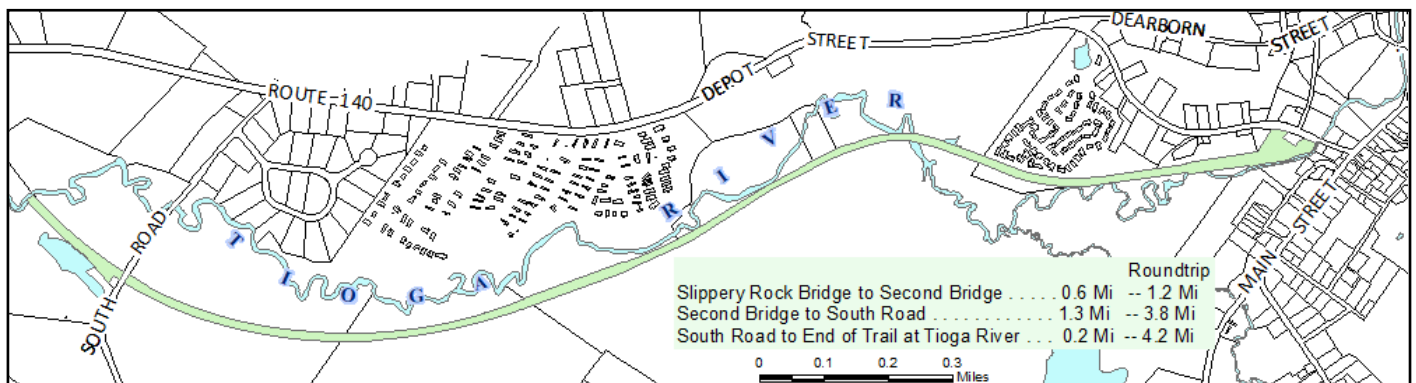 DEARBORN STREET
DEPOT STREET
ROUTE 140
SOUTH ROAD
TIOGA RIVER
MAIN STREET
Roundtrip
Slippery Rock Bridge to Second Bridge . . . . . 0.6 Mi -- 1.2 Mi
Second Bridge to South Road . . . . . . . . . . . . 1.3 Mi -- 3.8 Mi
South Road to End of Trail at Tioga River . . . 0.2 Mi -- 4.2 Mi
0 0.1 0.2 0.3
Miles